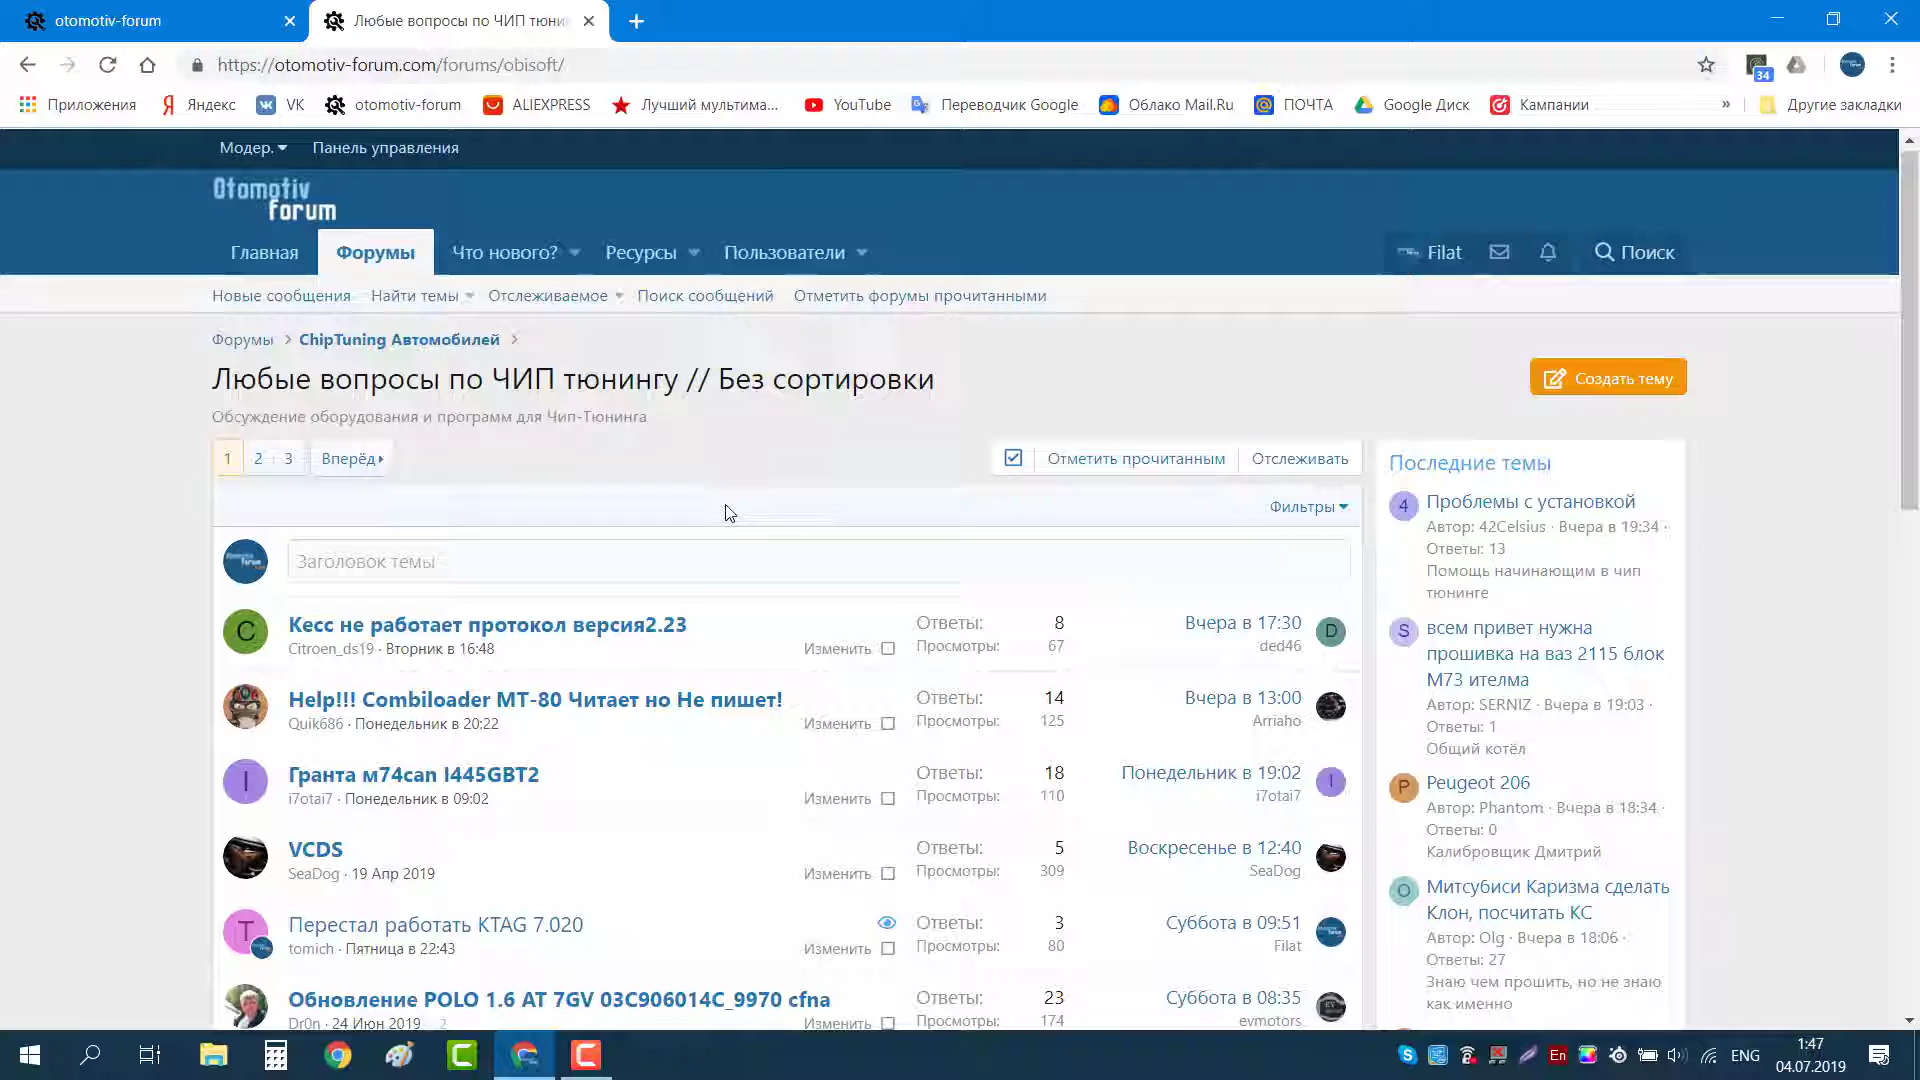 otomotiv-forum
Любые вопросы по ЧИП тюни
https://otomotiv-forum.com/forums/obisoft/
34
Приложения Яндекс VK otomotiv-forum ALIEXPRESS Лучший мультима... YouTube Переводчик Google Облако Mail.Ru ПОЧТА Google Диск Кампании » Другие закладки
Модер. Панель управления
Otomotiv
forum
Главная Форумы Что нового? Ресурсы Пользователи Filat Поиск
Новые сообщения Найти темы Отслеживаемое Поиск сообщений Отметить форумы прочитанными
Форумы ChipTuning Автомобилей
Любые вопросы по ЧИП тюнингу // Без сортировки
Создать тему
Обсуждение оборудования и программ для Чип-Тюнинга
1 2 3 Вперёд
Отметить прочитанным Отслеживать
Фильтры
Заголовок темы
C
Кесс не работает протокол версия2.23
Citroen_ds19 · Вторник в 16:48
Изменить
Ответы: 8
Просмотры: 67
Вчера в 17:30
ded46
D
Help!!! Combiloader MT-80 Читает но Не пишет!
Quik686 · Понедельник в 20:22
Изменить
Ответы: 14
Просмотры: 125
Вчера в 13:00
Arriaho
I
Гранта м74can I445GBT2
i7otai7 · Понедельник в 09:02
Изменить
Ответы: 18
Просмотры: 110
Понедельник в 19:02
i7otai7
I
VCDS
SeaDog · 19 Апр 2019
Изменить
Ответы: 5
Просмотры: 309
Воскресенье в 12:40
SeaDog
T
Перестал работать KTAG 7.020
tomich · Пятница в 22:43
Изменить
Ответы: 3
Просмотры: 80
Суббота в 09:51
Filat
Обновление POLO 1.6 AT 7GV 03C906014C_9970 cfna
Dr0n · 24 Июн 2019 2
Изменить
Ответы: 23
Просмотры: 174
Суббота в 08:35
evmotors
Последние темы
4
Проблемы с установкой
Автор: 42Celsius · Вчера в 19:34 ·
Ответы: 13
Помощь начинающим в чип
тюнинге
S
всем привет нужна
прошивка на ваз 2115 блок
М73 ителма
Автор: SERNIZ · Вчера в 19:03 ·
Ответы: 1
Общий котёл
P
Peugeot 206
Автор: Phantom · Вчера в 18:34 ·
Ответы: 0
Калибровщик Дмитрий
O
Митсубиси Каризма сделать
Клон, посчитать КС
Автор: Olg · Вчера в 18:06 ·
Ответы: 27
Знаю чем прошить, но не знаю
как именно
En
ENG
1:47
04.07.2019